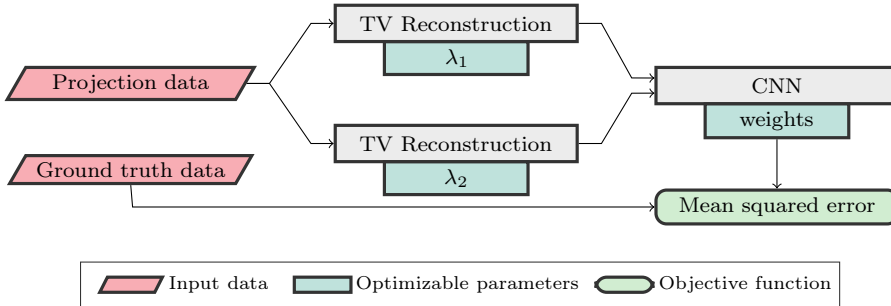 TV Reconstruction
λ₁
Projection data
CNN
weights
TV Reconstruction
λ₂
Ground truth data
Mean squared error
Input data
Optimizable parameters
Objective function